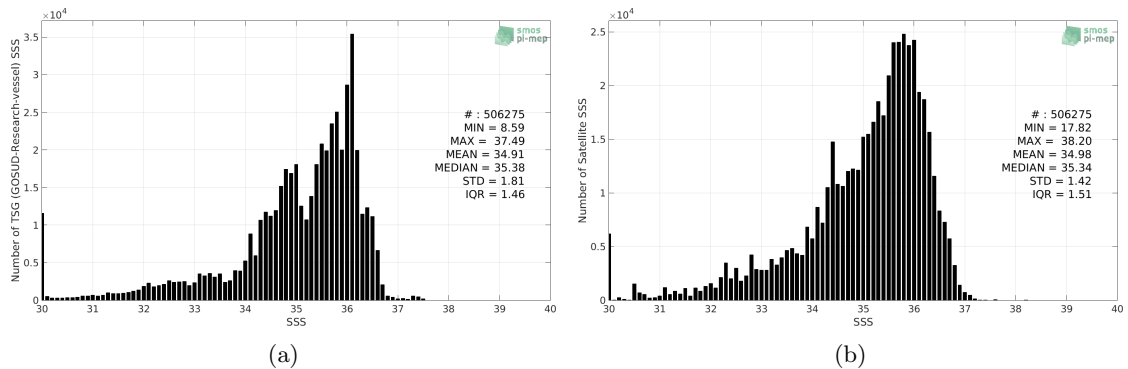 ×10⁴
smos
pi-mep
Number of TSG (GOSUD-Research-vessel) SSS
3.5
3
2.5
2
1.5
1
0.5
0
# : 506275
MIN = 8.59
MAX = 37.49
MEAN = 34.91
MEDIAN = 35.38
STD = 1.81
IQR = 1.46
30 31 32 33 34 35 36 37 38 39 40
SSS
(a)
×10⁴
smos
pi-mep
Number of Satellite SSS
2.5
2
1.5
1
0.5
0
# : 506275
MIN = 17.82
MAX = 38.20
MEAN = 34.98
MEDIAN = 35.34
STD = 1.42
IQR = 1.51
30 31 32 33 34 35 36 37 38 39 40
SSS
(b)